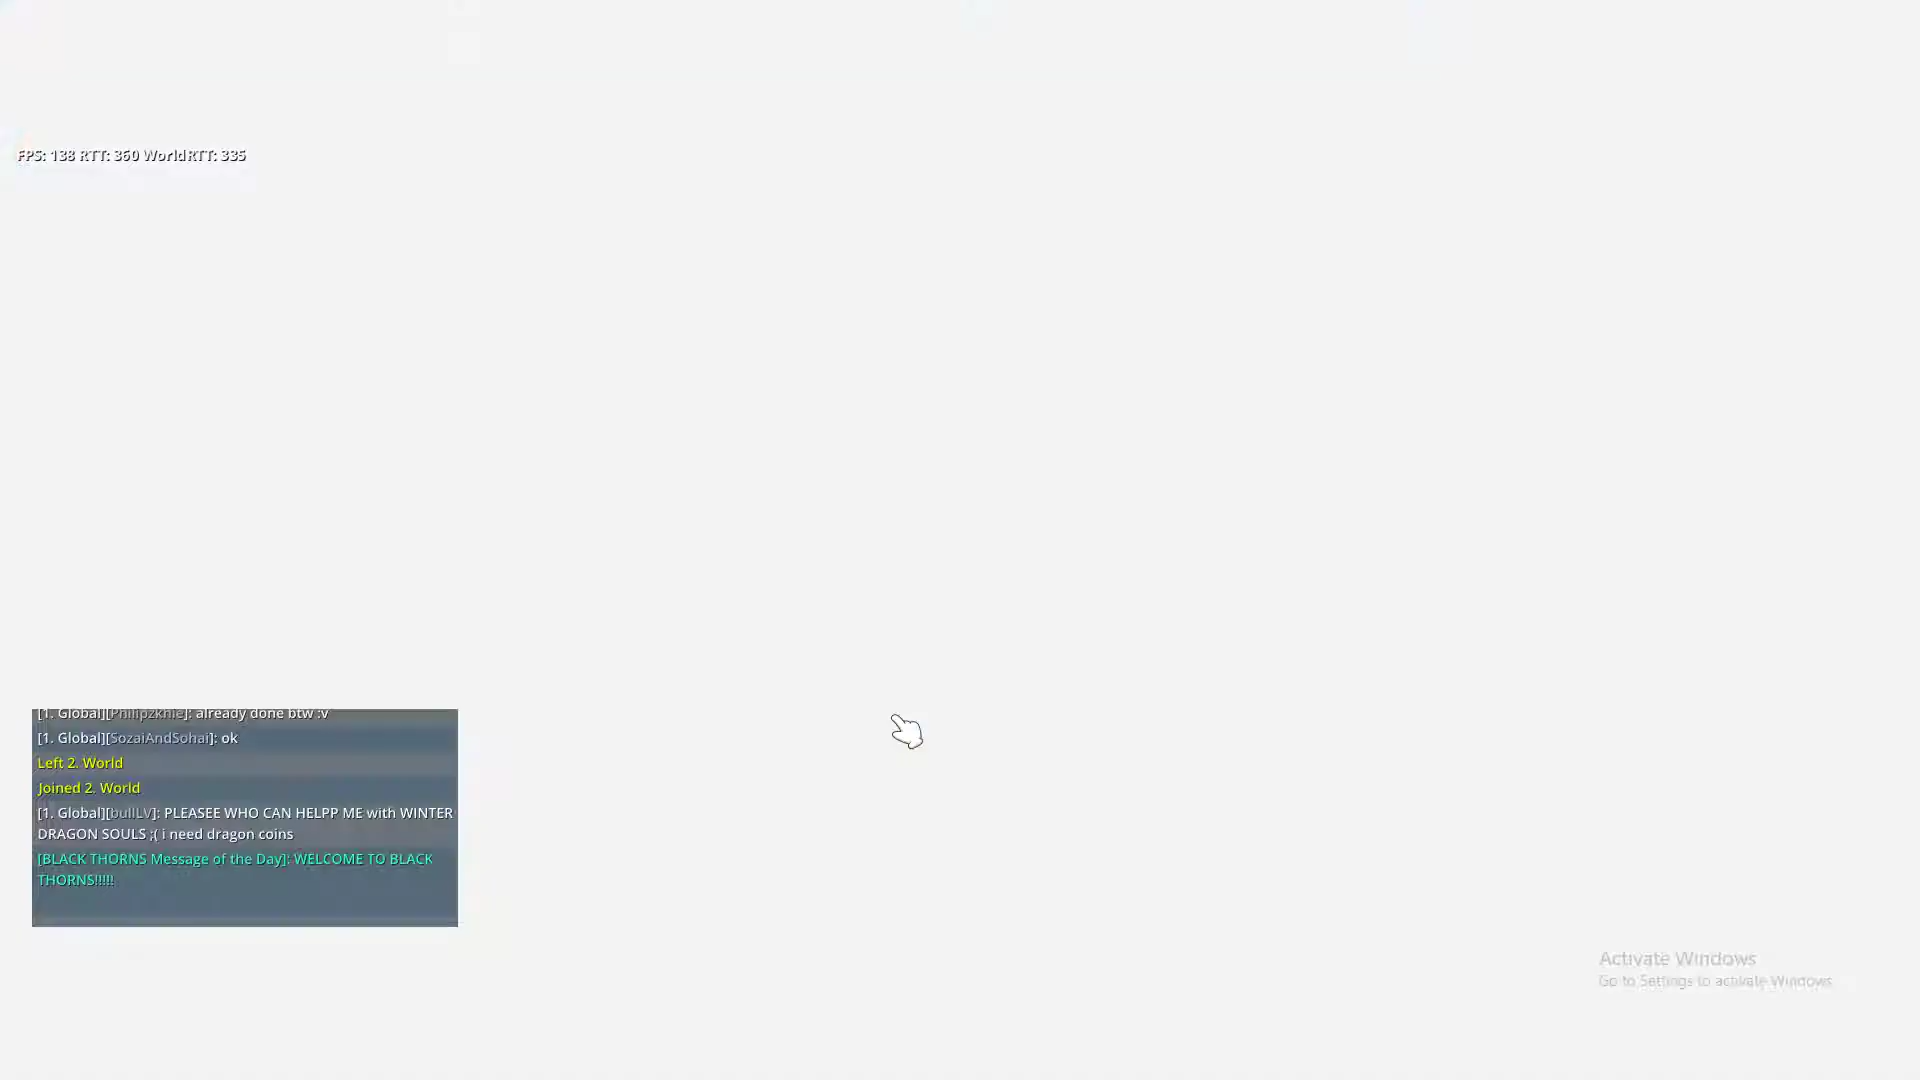 FPS: 138 RTT: 360 WorldRTT: 335
[1. Global][Philipzknie]: already done btw :v
[1. Global][SozaiAndSohai]: ok
Left 2. World
Joined 2. World
[1. Global][bullLV]: PLEASEE WHO CAN HELPP ME with WINTER
DRAGON SOULS ;( i need dragon coins
[BLACK THORNS Message of the Day]: WELCOME TO BLACK
THORNS!!!!!
Activate Windows
Go to Settings to activate Windows.